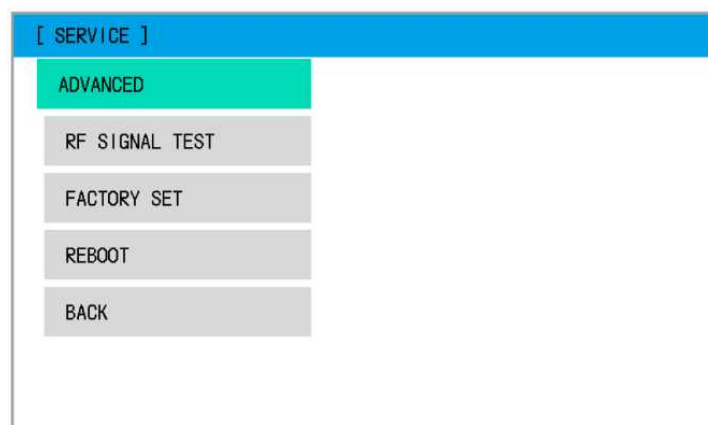 [ SERVICE ]
ADVANCED
RF SIGNAL TEST
FACTORY SET
REBOOT
BACK